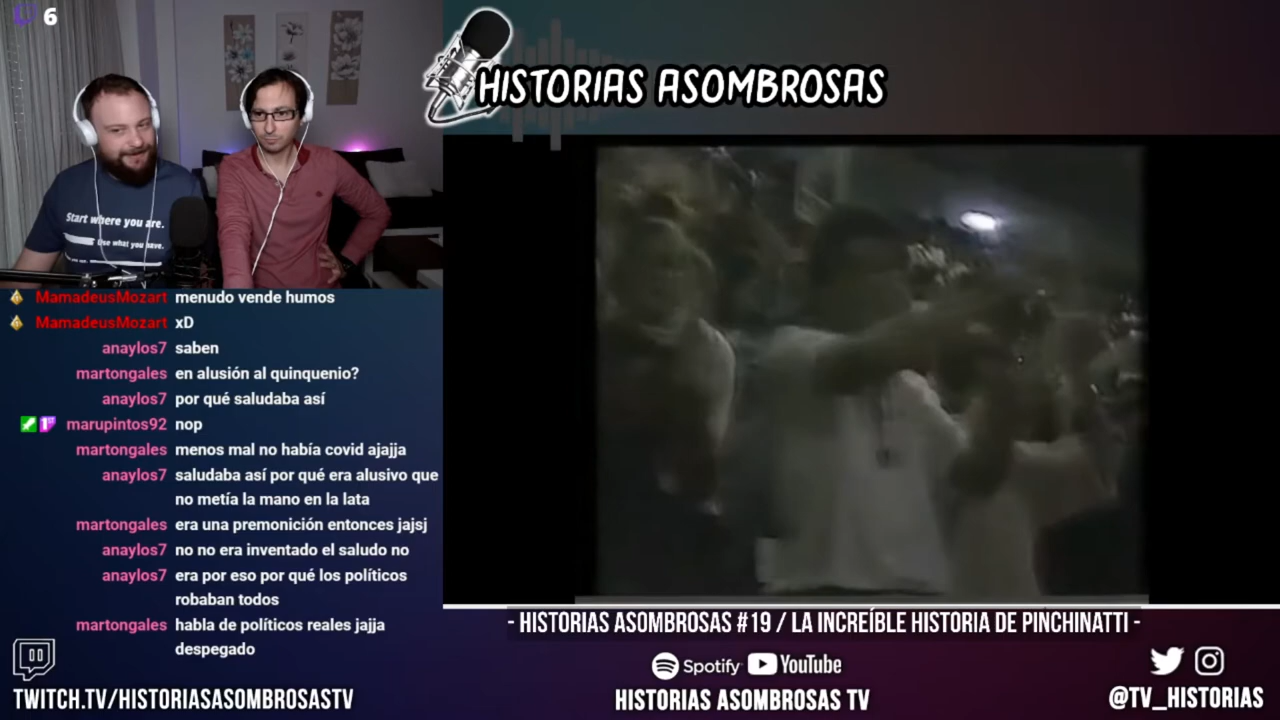 6
HISTORIAS ASOMBROSAS
Start where you are.
Use what you have.
MamadeusMozart menudo vende humos
MamadeusMozart xD
anaylos7 saben
martongales en alusión al quinquenio?
anaylos7 por qué saludaba así
marupintos92 nop
martongales menos mal no había covid ajajja
anaylos7 saludaba así por qué era alusivo que
no metía la mano en la lata
martongales era una premonición entonces jajsj
anaylos7 no no era inventado el saludo no
anaylos7 era por eso por qué los políticos
robaban todos
martongales habla de políticos reales jajja
despegado
- HISTORIAS ASOMBROSAS #19 / LA INCREÍBLE HISTORIA DE PINCHINATTI -
Spotify YouTube
TWITCH.TV/HISTORIASASOMBROSASTV
HISTORIAS ASOMBROSAS TV
@TV_HISTORIAS